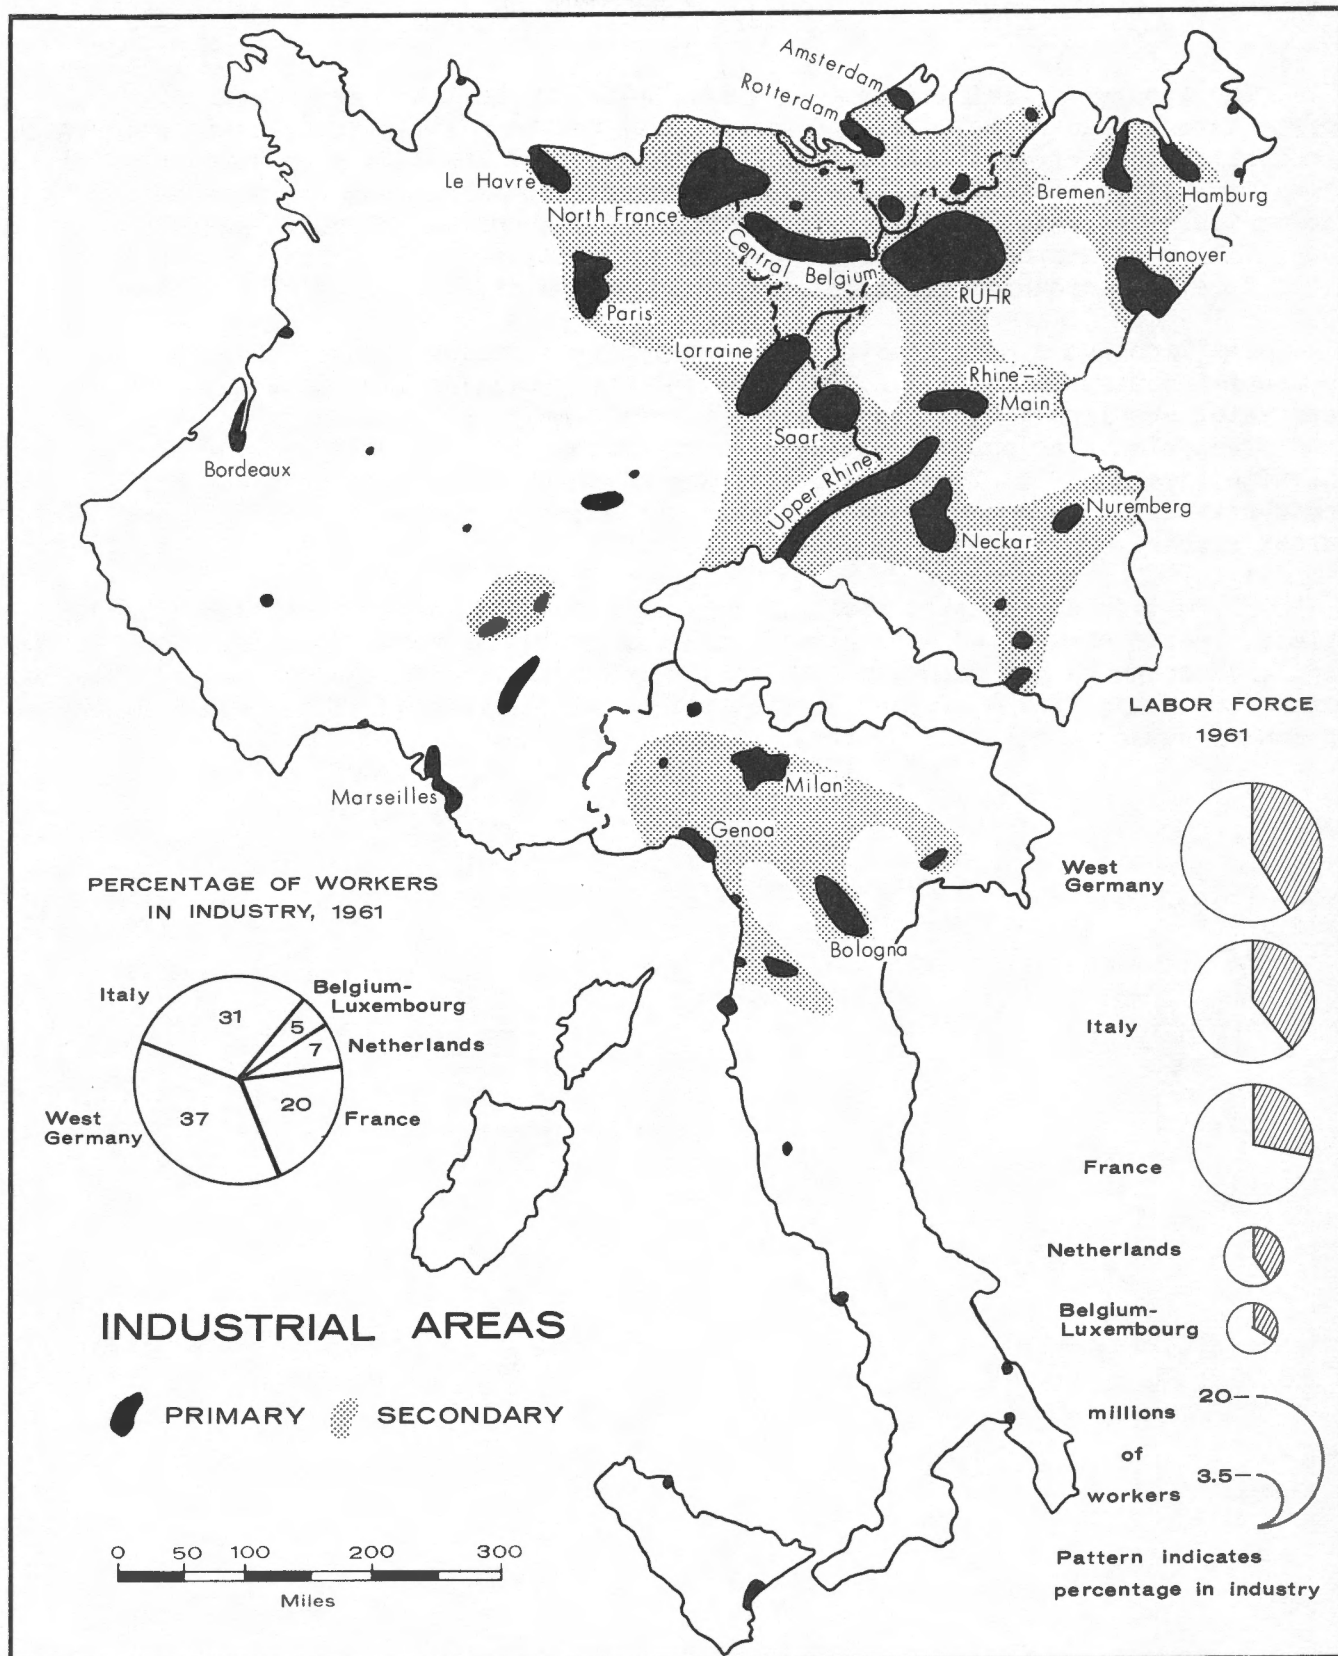 Amsterdam
Rotterdam
Le Havre
North France
Bremen
Hamburg
Central Belgium
Hanover
RUHR
Paris
Lorraine
Rhine-
Main
Saar
Bordeaux
Upper Rhine
Nuremberg
Neckar
Milan
Marseilles
Genoa
Bologna
PERCENTAGE OF WORKERS
IN INDUSTRY, 1961
Italy
31
Belgium-
Luxembourg
5
Netherlands
7
West
Germany
37
20
France
LABOR FORCE
1961
West
Germany
Italy
France
Netherlands
Belgium-
Luxembourg
20
millions
of
3.5
workers
Pattern indicates
percentage in industry
INDUSTRIAL AREAS
PRIMARY
SECONDARY
0 50 100 200 300
Miles